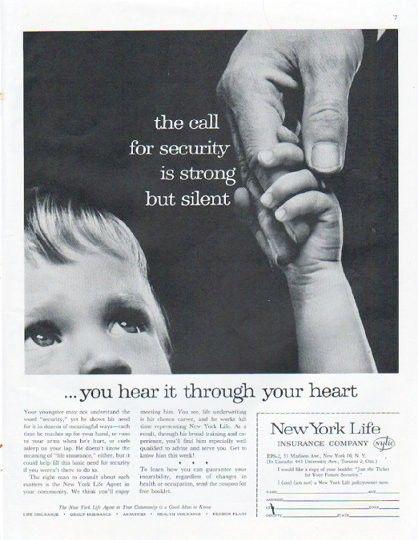 7
the call
for security
is strong
but silent
...you hear it through your heart
Your youngster may not understand the
word "security," yet he shows his need
for it in dozens of meaningful ways—each
time he reaches up for your hand, or runs
to your arms when he's hurt, or curls
asleep on your lap. He doesn't know the
meaning of "life insurance," either, but it
could help fill this basic need for security
if you weren't there to do so.
The right man to consult about such
matters is the New York Life Agent in
your community. We think you'll enjoy
meeting him. You see, life underwriting
is his chosen career, and he works full
time representing New York Life. As a
result, through his broad training and ex-
perience, you'll find him especially well
qualified to advise and serve you. Get to
know him this week!
• • •
To learn how you can guarantee your
insurability, regardless of changes in
health or occupation, send the coupon for
free booklet.
The New York Life Agent in Your Community is a Good Man to Know
LIFE INSURANCE • GROUP INSURANCE • ANNUITIES • HEALTH INSURANCE • PENSION PLANS
New York Life
INSURANCE COMPANY
nylic
51 Madison Ave., New York 10, N. Y.
(In Canada: 443 University Ave., Toronto 2, Ont.)
I would like a copy of your booklet "Just the Ticket
for Your Future Security."
I (am) (am not) a New York Life policyowner now.
NAME AGE
ADDRESS
CITY
COUNTY STATE